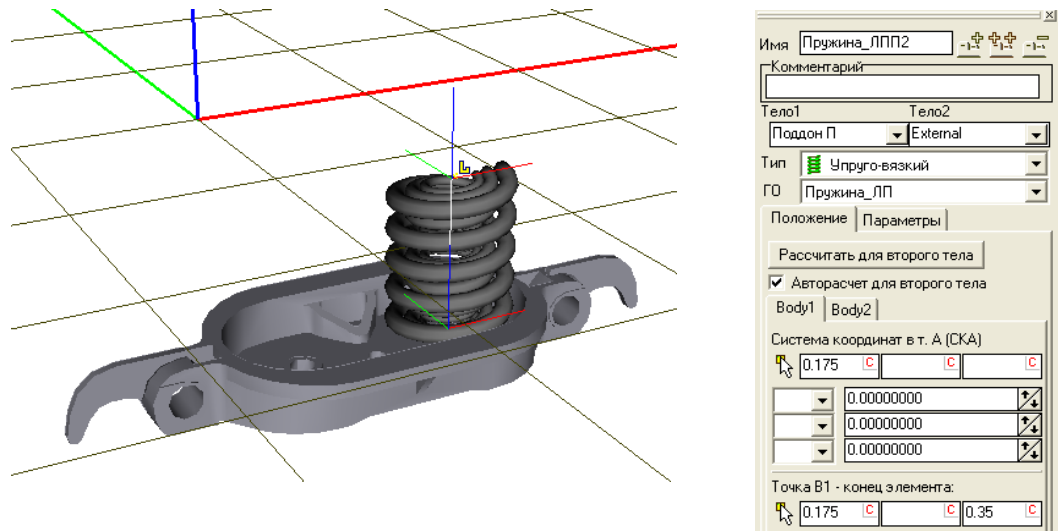 Имя Пружина_ЛПП2
Комментарий
Тело1 Тело2
Поддон П External
Тип Упруго-вязкий
ГО Пружина_ЛП
Положение Параметры
Рассчитать для второго тела
Авторасчет для второго тела
Body1 Body2
Система координат в т. А (СКА)
0.175 C C C
0.00000000
0.00000000
0.00000000
Точка В1 - конец элемента:
0.175 C C 0.35 C